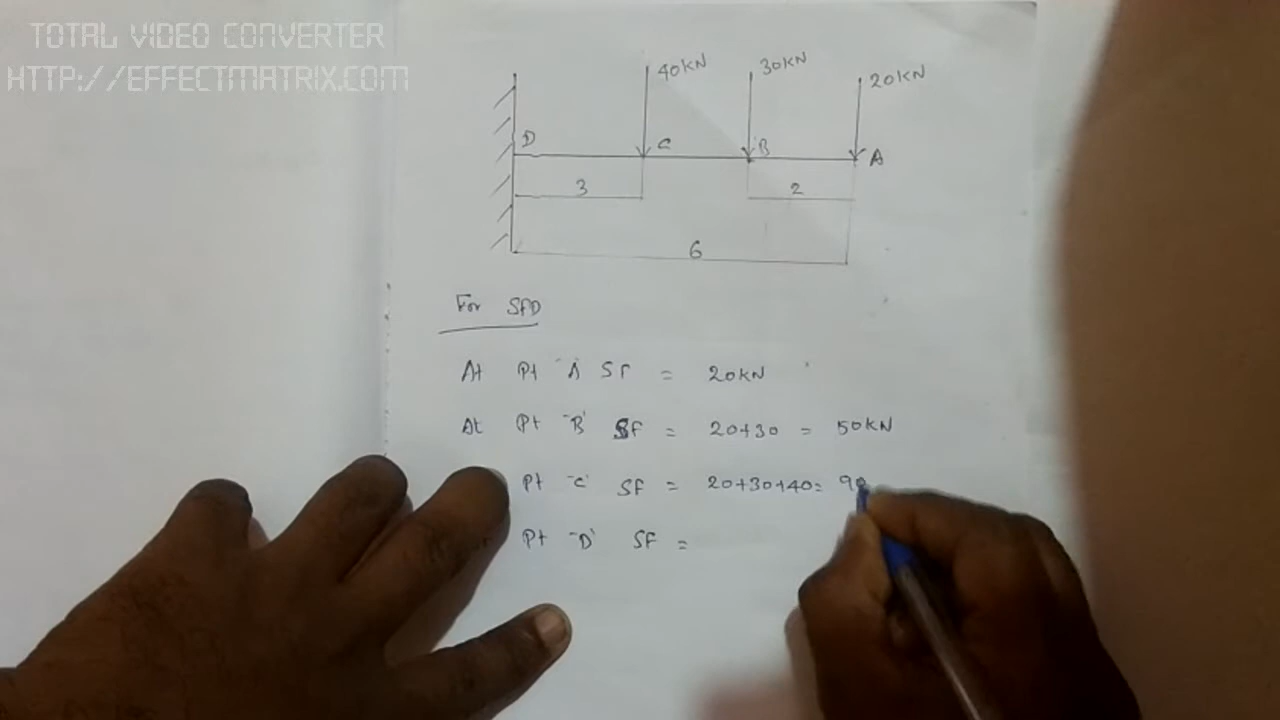 TOTAL VIDEO CONVERTER
HTTP://EFFECTMATRIX.COM
40KN 30KN 20KN
D C B A
3 2
6
For SFD
At Pt 'A' SF = 20KN
At Pt 'B' SF = 20+30 = 50KN
Pt 'C' SF = 20+30+40= 90
Pt 'D' SF =